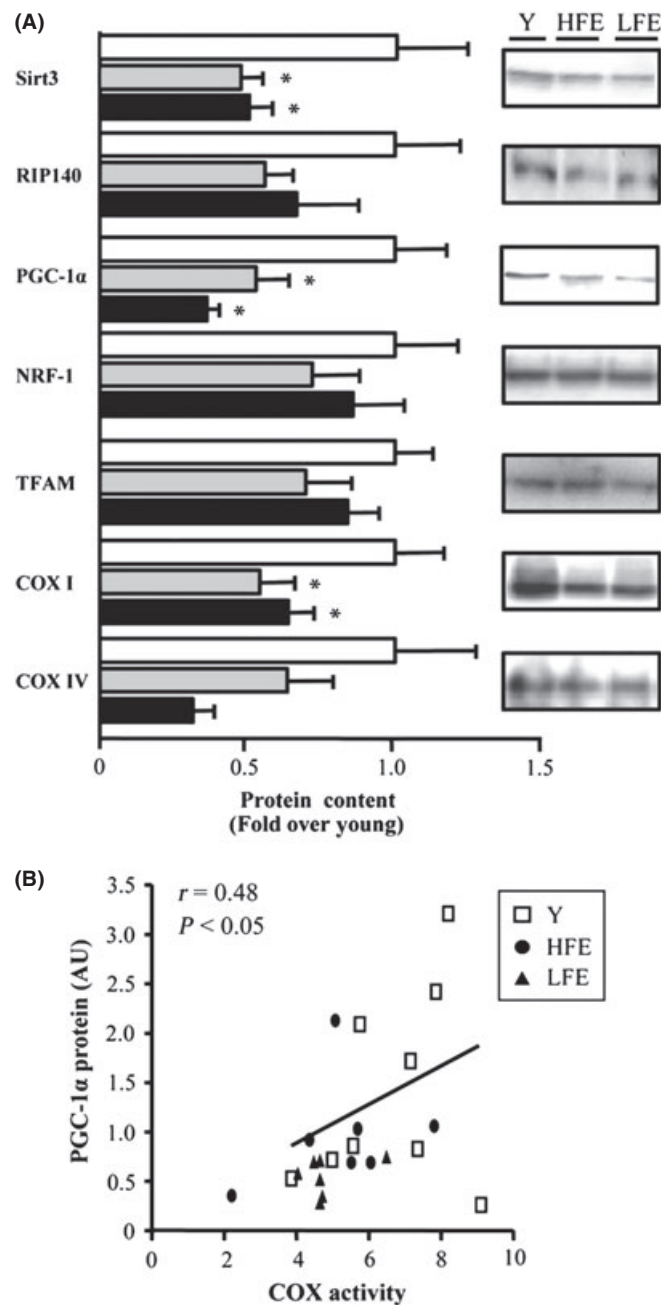 (A)
Y HFE LFE
Sirt3
*
*
RIP140
PGC-1α
*
*
NRF-1
TFAM
COX I
*
*
COX IV
0 0.5 1.0 1.5
Protein content
(Fold over young)
(B)
r = 0.48
P < 0.05
Y
HFE
LFE
PGC-1α protein (AU)
3.5
3.0
2.5
2.0
1.5
1.0
0.5
0
0 2 4 6 8 10
COX activity